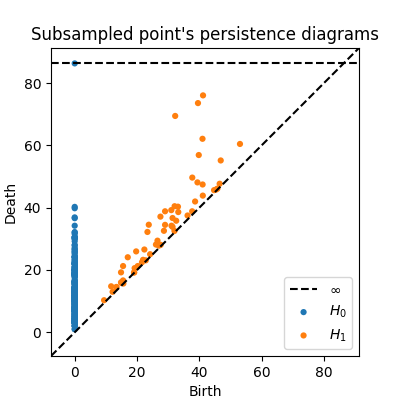 Subsampled point's persistence diagrams
Death
80
60
40
20
0
0 20 40 60 80
Birth
∞
H₀
H₁